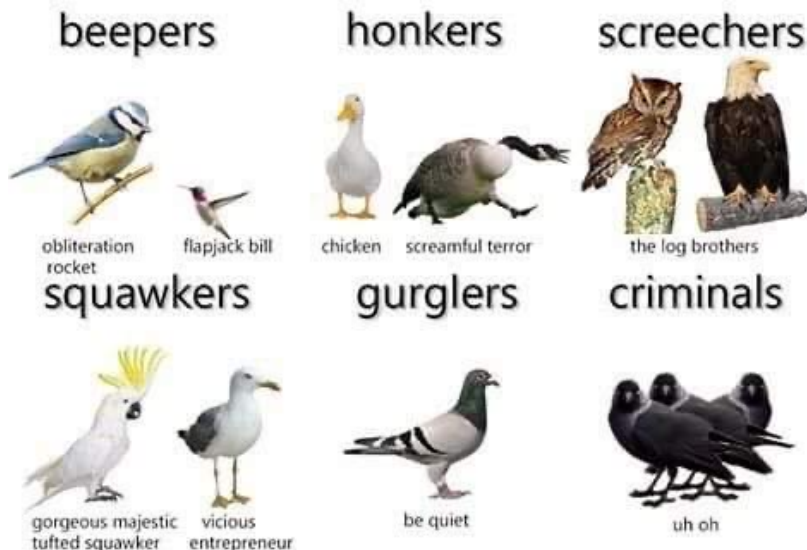 beepers honkers screechers
obliteration
rocket
flapjack bill
chicken
screamful terror
the log brothers
squawkers gurglers criminals
gorgeous majestic
tufted squawker
vicious
entrepreneur
be quiet
uh oh